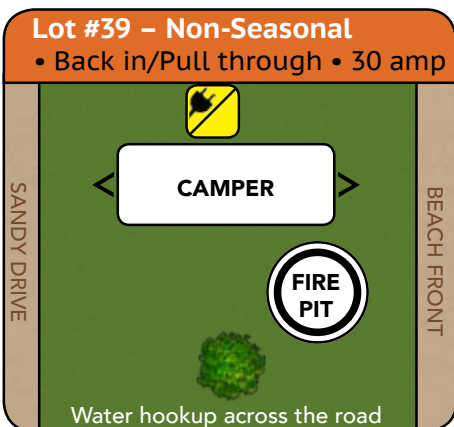 Lot #39 – Non-Seasonal
• Back in/Pull through • 30 amp
SANDY DRIVE
< CAMPER >
BEACH FRONT
FIRE
PIT
Water hookup across the road